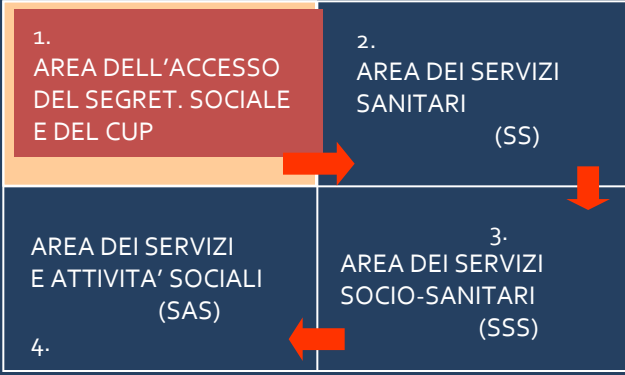 1.
AREA DELL’ACCESSO
DEL SEGRET. SOCIALE
E DEL CUP
2.
AREA DEI SERVIZI
SANITARI
(SS)
3.
AREA DEI SERVIZI
SOCIO-SANITARI
(SSS)
AREA DEI SERVIZI
E ATTIVITA’ SOCIALI
(SAS)
4.